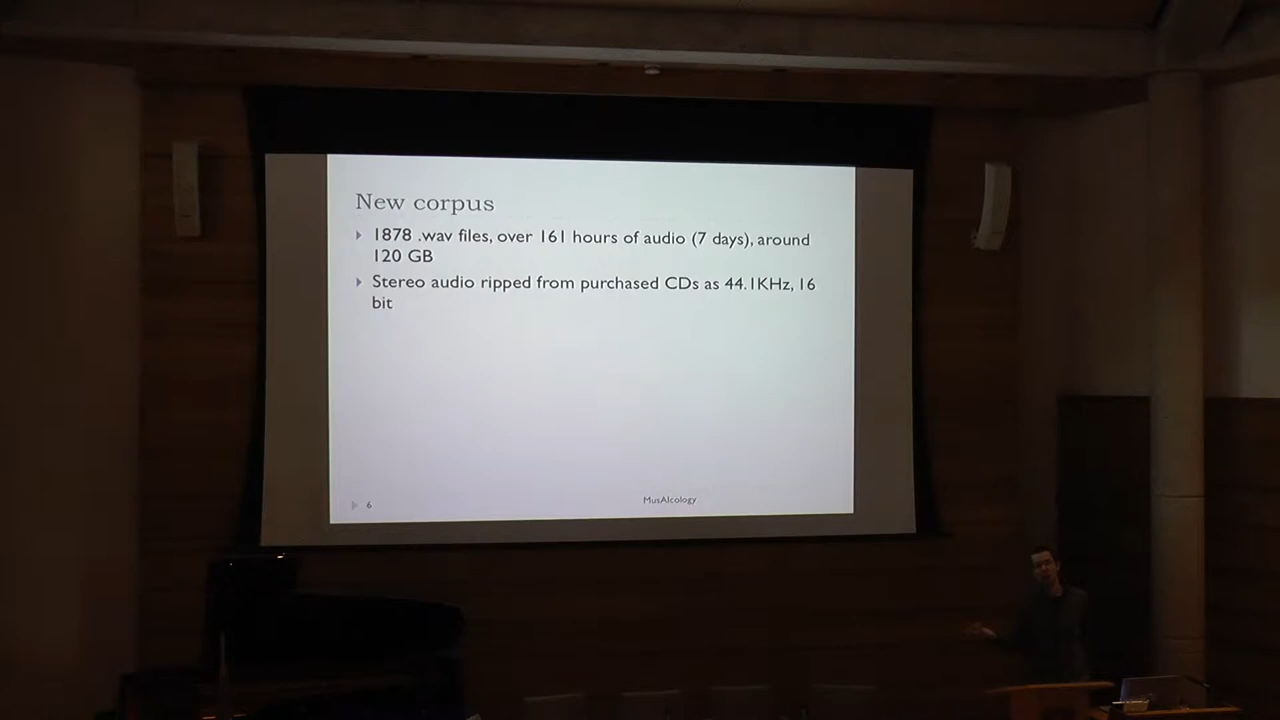 New corpus
1878 .wav files, over 161 hours of audio (7 days), around
120 GB
Stereo audio ripped from purchased CDs as 44.1KHz, 16
bit
6
MusAIcology